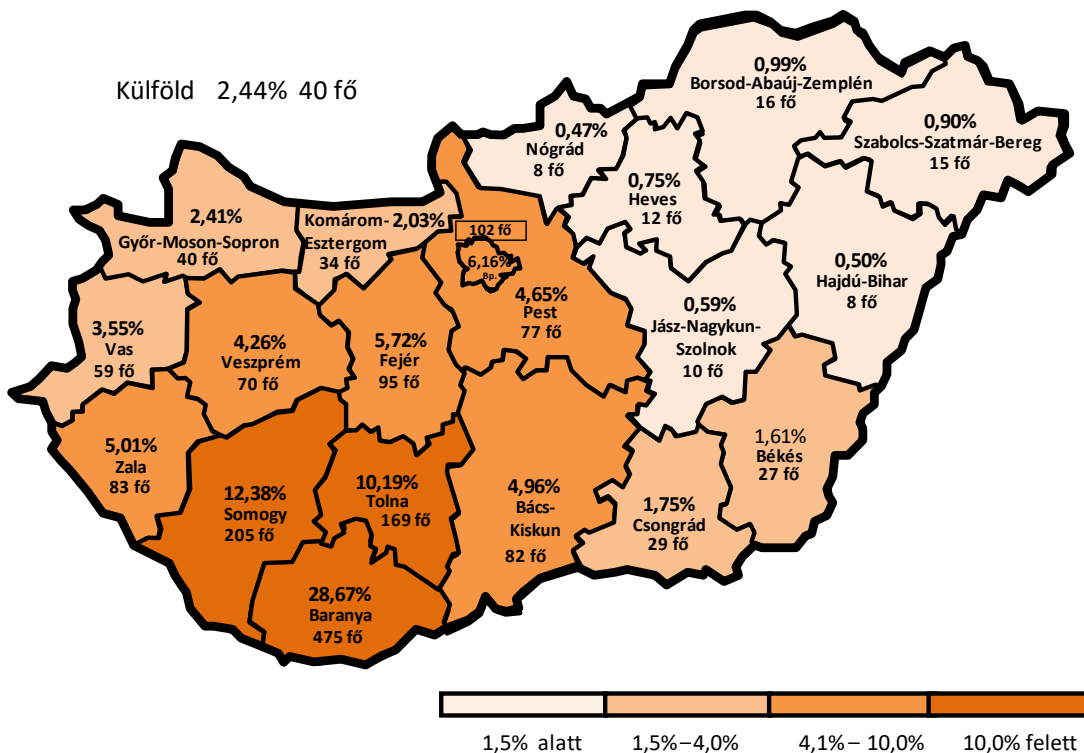 Külföld 2,44% 40 fő
0,99%
Borsod-Abaúj-Zemplén
16 fő
0,90%
Szabolcs-Szatmár-Bereg
15 fő
0,47%
Nógrád
8 fő
0,75%
Heves
12 fő
2,41%
Győr-Moson-Sopron
40 fő
Komárom- 2,03%
Esztergom
34 fő
102 fő
6,16%
Bp.
4,65%
Pest
77 fő
0,50%
Hajdú-Bihar
8 fő
0,59%
Jász-Nagykun-
Szolnok
10 fő
3,55%
Vas
59 fő
4,26%
Veszprém
70 fő
5,72%
Fejér
95 fő
5,01%
Zala
83 fő
12,38%
Somogy
205 fő
10,19%
Tolna
169 fő
4,96%
Bács-
Kiskun
82 fő
1,75%
Csongrád
29 fő
1,61%
Békés
27 fő
28,67%
Baranya
475 fő
1,5% alatt 1,5%–4,0% 4,1% – 10,0% 10,0% felett